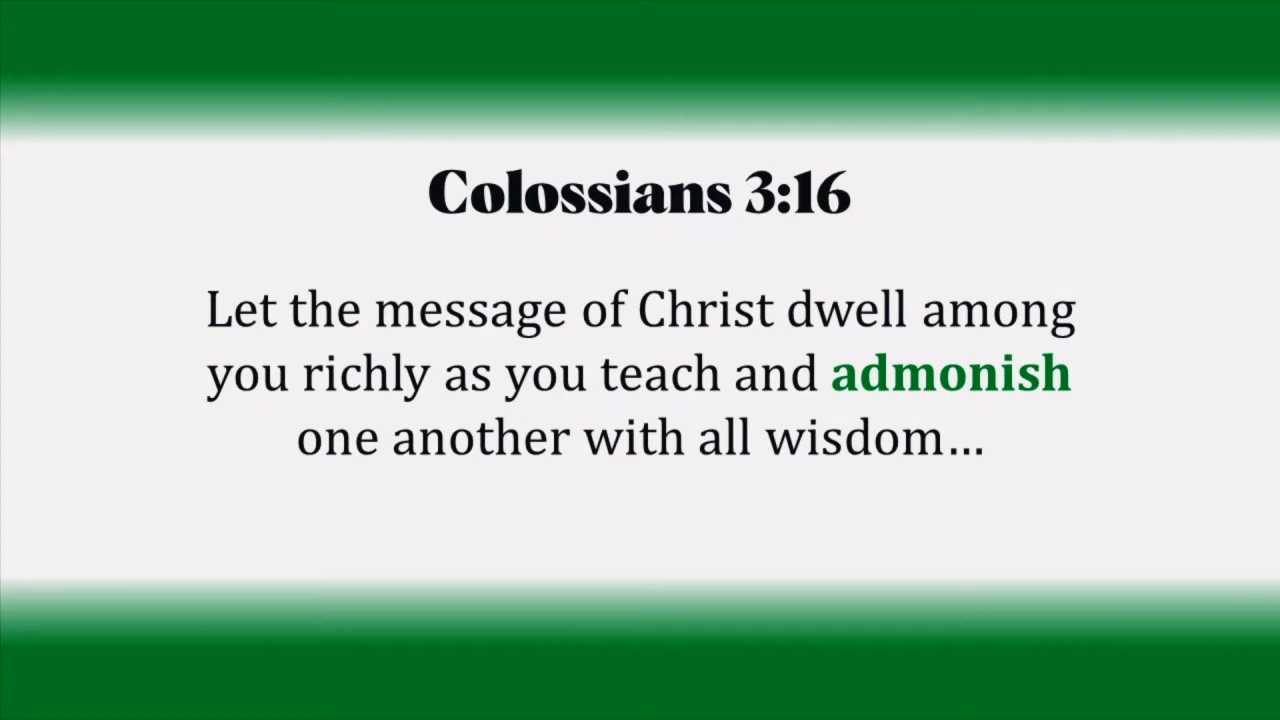 Colossians 3:16
Let the message of Christ dwell among
you richly as you teach and admonish
one another with all wisdom…